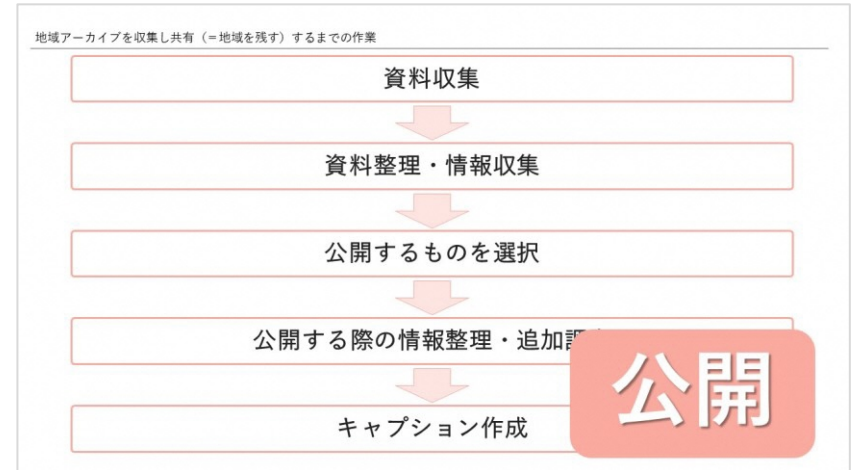 地域アーカイブを収集し共有（＝地域を残す）するまでの作業
資料収集
資料整理・情報収集
公開するものを選択
公開する際の情報整理・追加
キャプション作成
公開